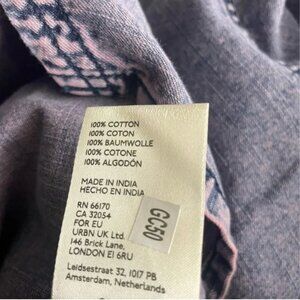 100% COTTON
100% COTON
100% BAUMWOLLE
100% COTONE
100% ALGODÓN
MADE IN INDIA
HECHO EN INDIA
RN 66170
CA 32054
FOR EU
URBN UK Ltd.
146 Brick Lane,
LONDON E1 6RU
Leidsestraat 32, 1017 PB
Amsterdam, Netherlands
GG50